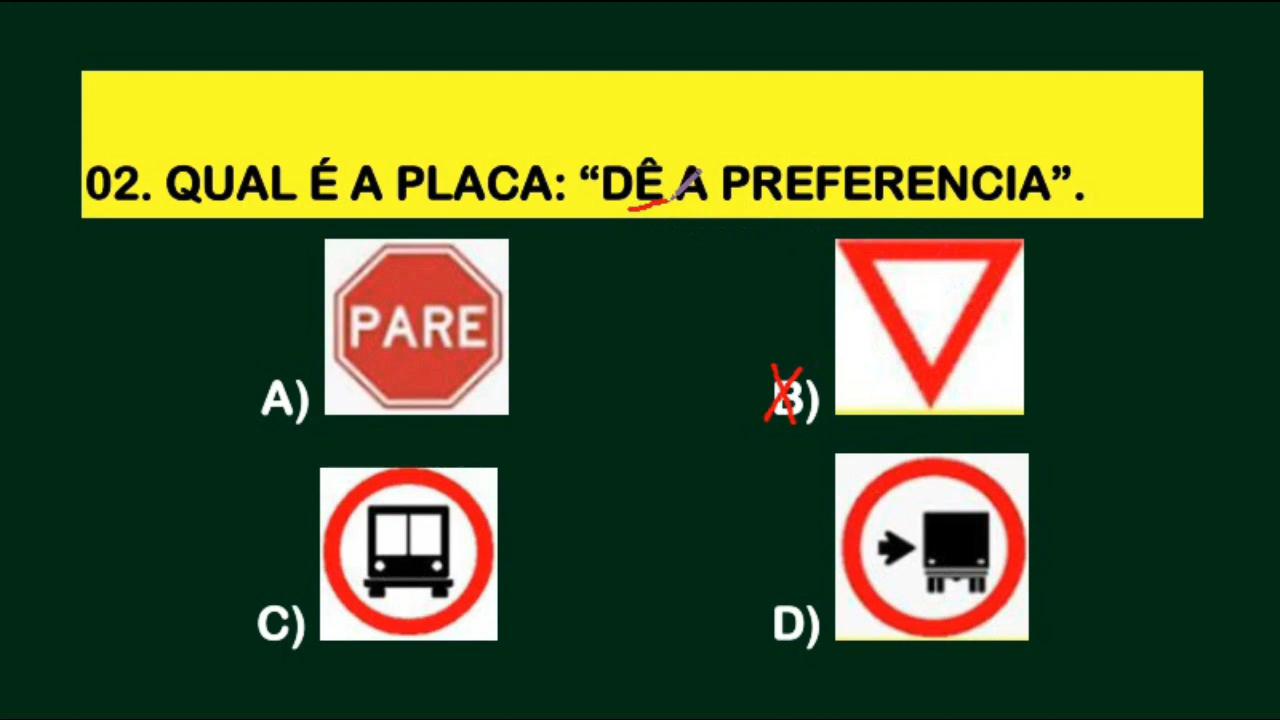 02. QUAL É A PLACA: “DÊ A PREFERENCIA”.
PARE
A)
B)
C)
D)